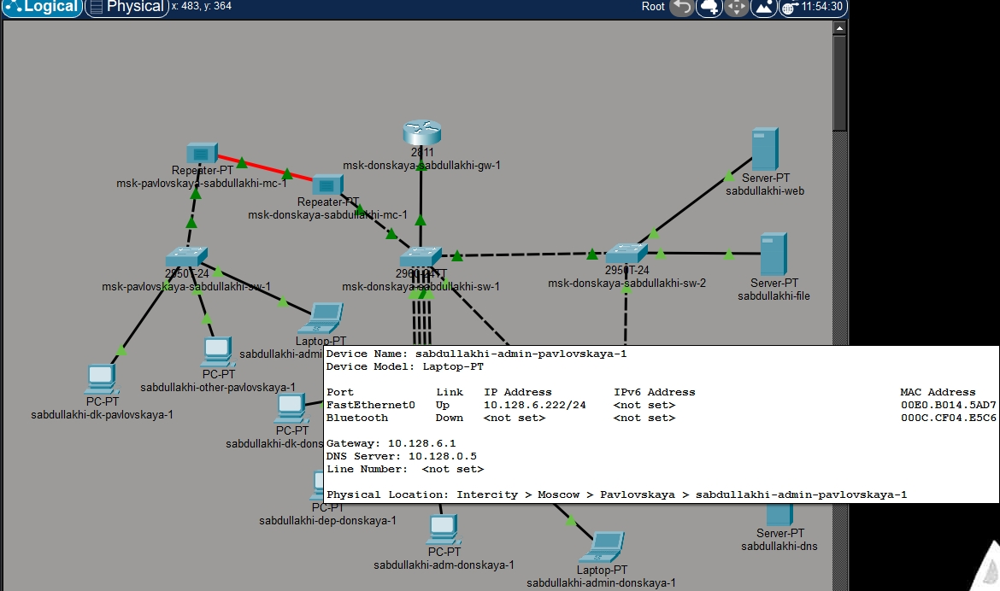 Logical
Physical
x: 483, y: 364
Root
11:54:30
2811
msk-donskaya-sabdullakhi-gw-1
Repeater-PT
msk-pavlovskaya-sabdullakhi-mc-1
Repeater-PT
msk-donskaya-sabdullakhi-mc-1
Server-PT
sabdullakhi-web
2950T-24
msk-pavlovskaya-sabdullakhi-sw-1
2960-24TT
msk-donskaya-sabdullakhi-sw-1
2950T-24
msk-donskaya-sabdullakhi-sw-2
Server-PT
sabdullakhi-file
Laptop-PT
sabdullakhi-admi
PC-PT
sabdullakhi-other-pavlovskaya-1
PC-PT
sabdullakhi-dk-pavlovskaya-1
PC-PT
sabdullakhi-dk-dons
Device Name: sabdullakhi-admin-pavlovskaya-1
Device Model: Laptop-PT
Port Link IP Address IPv6 Address MAC Address
FastEthernet0 Up 10.128.6.222/24 <not set> 00E0.B014.5AD7
Bluetooth Down <not set> <not set> 000C.CF04.E5C6
Gateway: 10.128.6.1
DNS Server: 10.128.0.5
Line Number: <not set>
Physical Location: Intercity > Moscow > Pavlovskaya > sabdullakhi-admin-pavlovskaya-1
PC-PT
sabdullakhi-dep-donskaya-1
PC-PT
sabdullakhi-adm-donskaya-1
Laptop-PT
sabdullakhi-admin-donskaya-1
Server-PT
sabdullakhi-dns